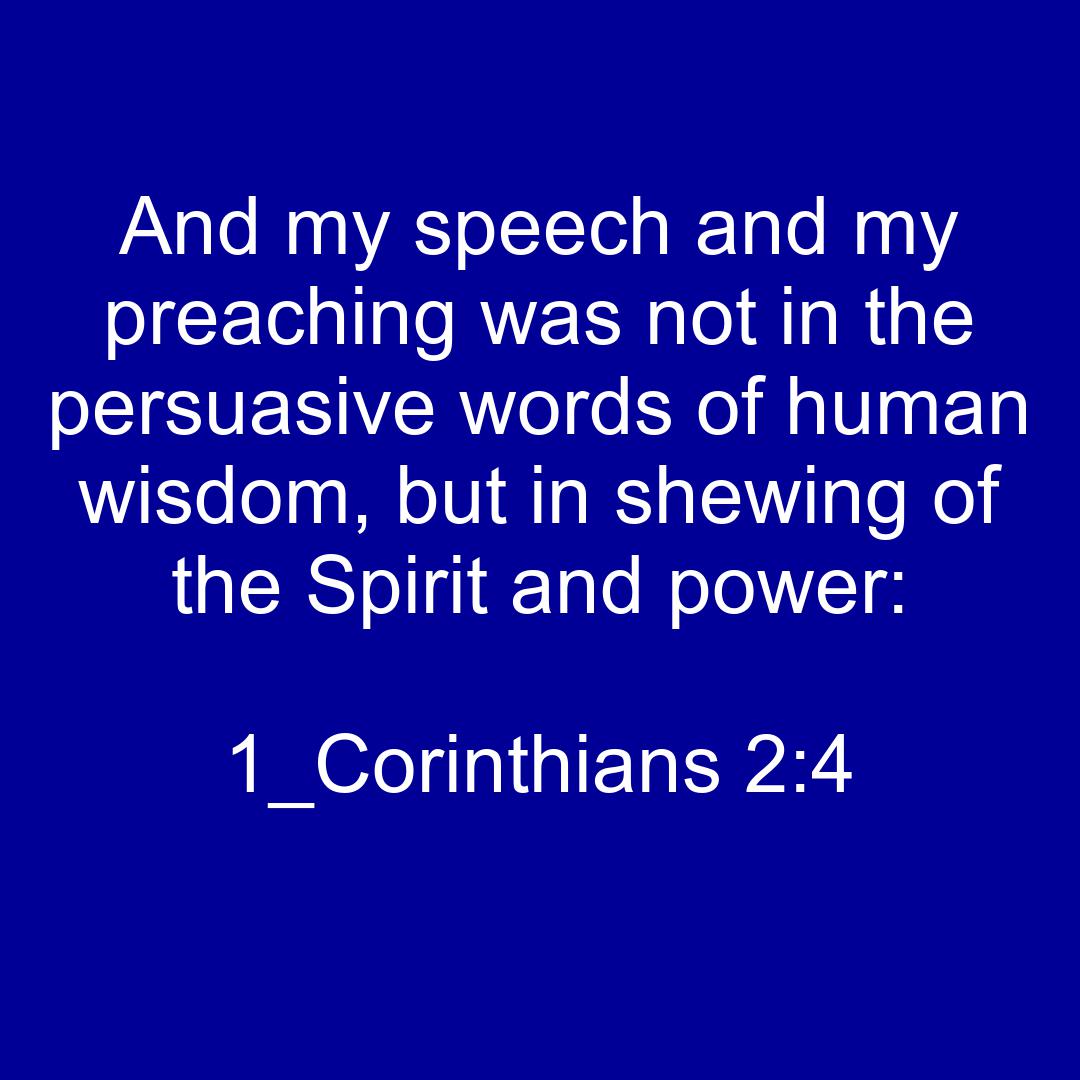 And my speech and my
preaching was not in the
persuasive words of human
wisdom, but in shewing of
the Spirit and power:
1_Corinthians 2:4